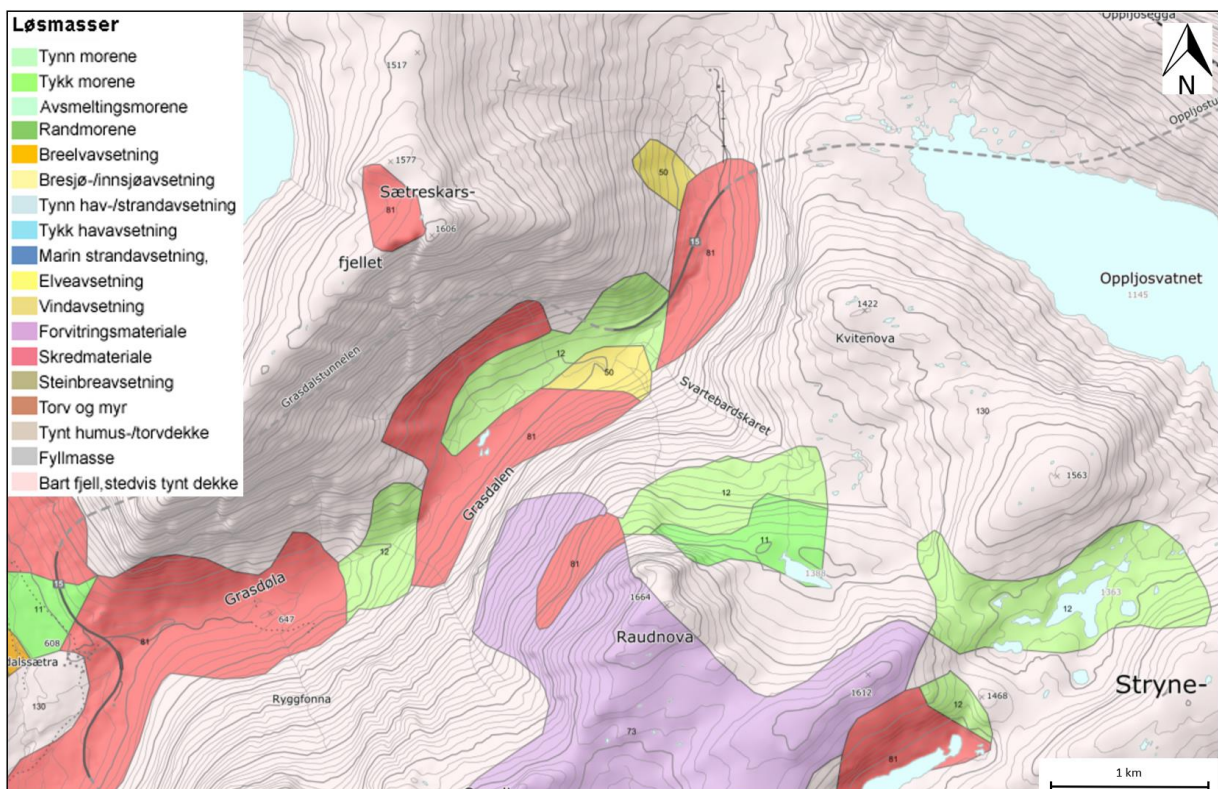 Løsmasser
Tynn morene
Tykk morene
Avsmeltingsmorene
Randmorene
Breelvavsetning
Bresjø-/innsjøavsetning
Tynn hav-/strandavsetning
Tykk havavsetning
Marin strandavsetning,
Elveavsetning
Vindavsetning
Forvitringsmateriale
Skredmateriale
Steinbreavsetning
Torv og myr
Tynt humus-/torvdekke
Fyllmasse
Bart fjell,stedvis tynt dekke
Oppljosegga
N
1517
Oppljostu
1577
50
Sætreskars-
81
1606
15
81
fjellet
Oppljosvatnet
1145
1422
Kvitenova
12
50
Grasdalstunnelen
Svartebardskaret
130
81
1563
Grasdalen
12
12
11
15
Grasdøla
81
1388
1363
11
1664
12
647
608
81
Raudnova
dalssætra
1612
Stryne-
130
Ryggfonna
1468
12
73
81
1 km